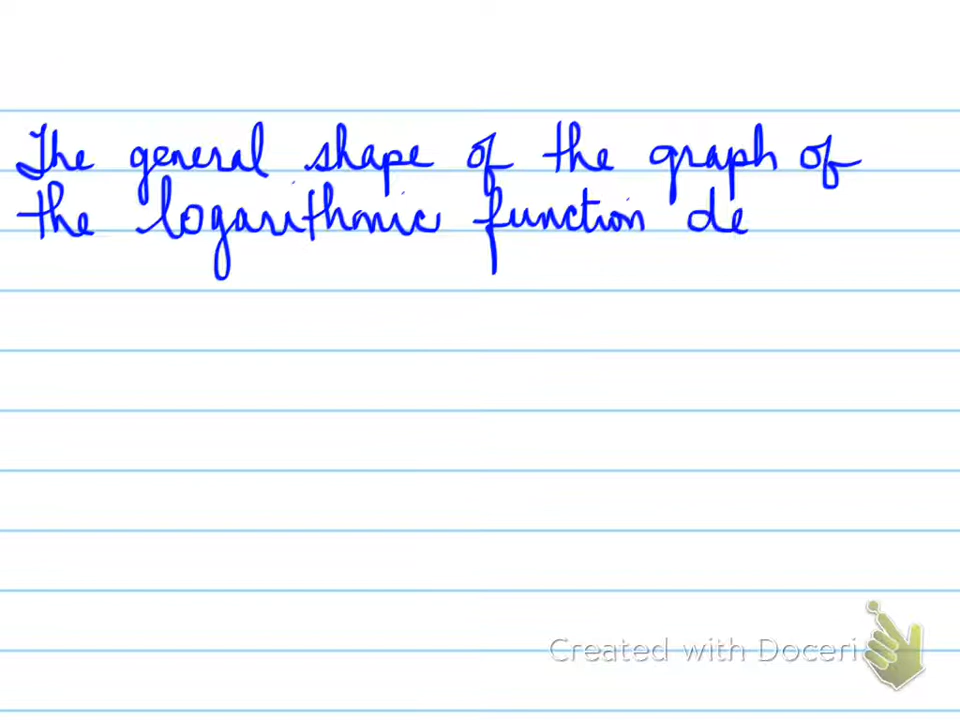 The general shape of the graph of
the logarithmic function de
Created with Doceri